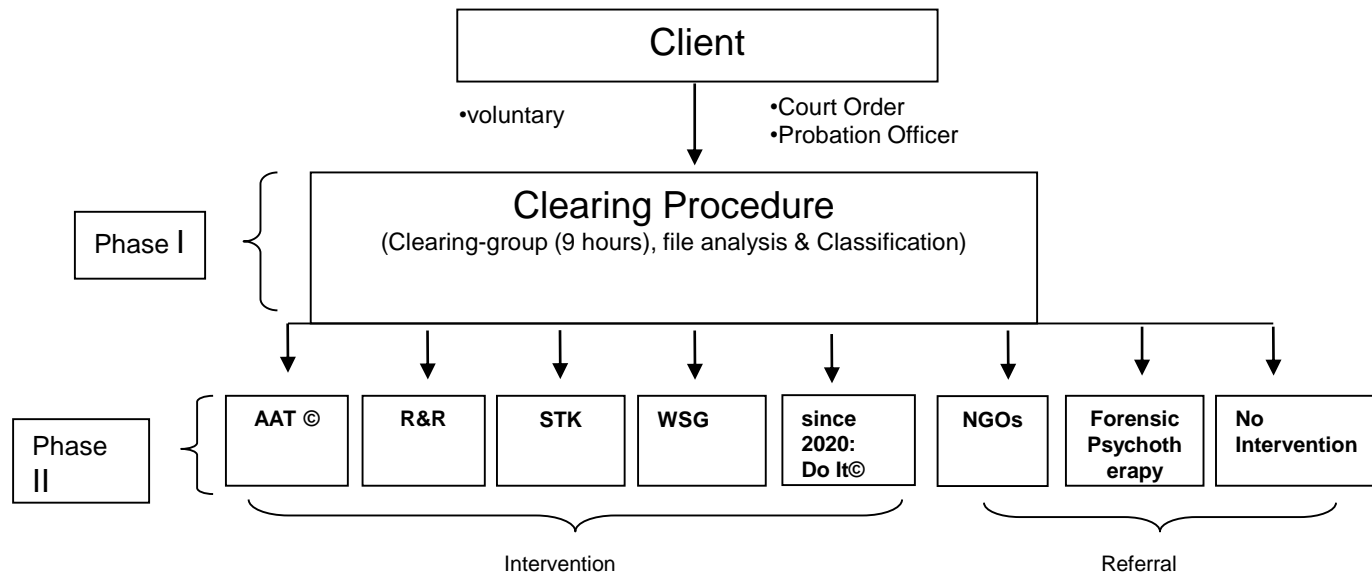 Client
•voluntary
•Court Order
•Probation Officer
Phase I
Clearing Procedure
(Clearing-group (9 hours), file analysis & Classification)
Phase
II
AAT ©
R&R
STK
WSG
since
2020:
Do It©
NGOs
Forensic
Psychoth
erapy
No
Intervention
Intervention
Referral